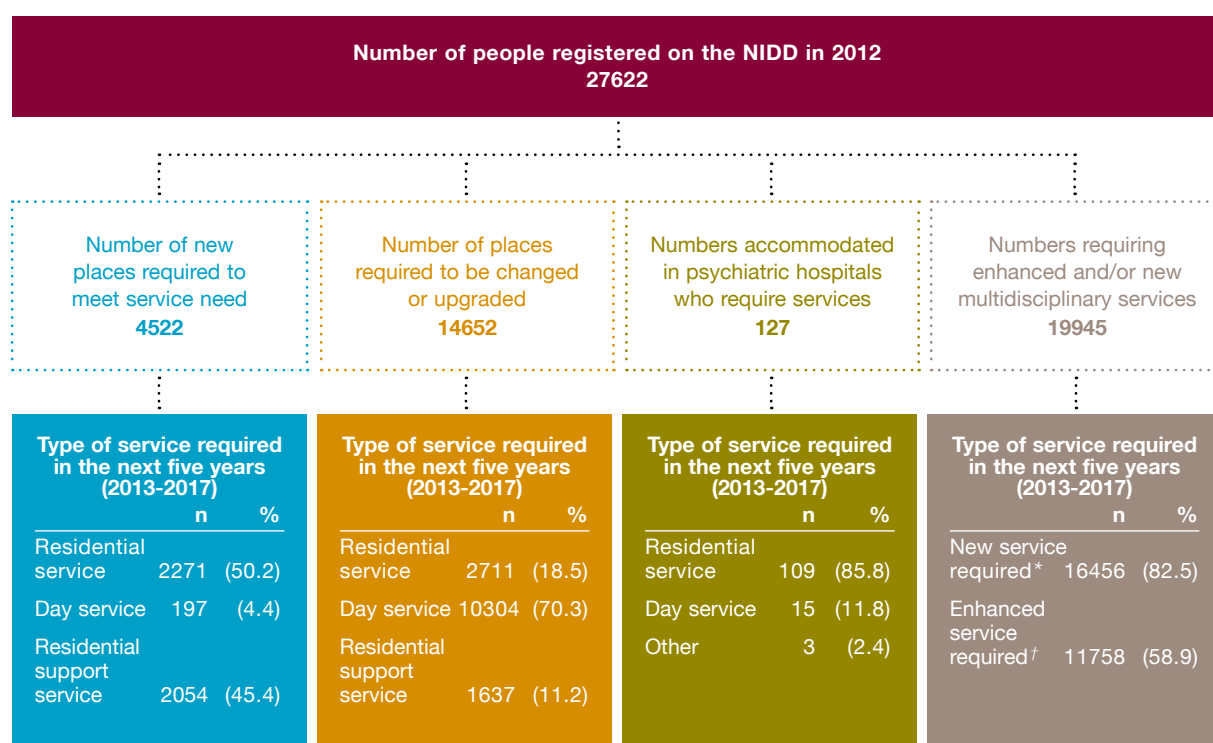 Number of people registered on the NIDD in 2012
27622
Number of new
places required to
meet service need
4522
Number of places
required to be changed
or upgraded
14652
Numbers accommodated
in psychiatric hospitals
who require services
127
Numbers requiring
enhanced and/or new
multidisciplinary services
19945
Type of service required
in the next five years
(2013-2017)
n %
Residential
service 2271 (50.2)
Day service 197 (4.4)
Residential
support
service 2054 (45.4)
Type of service required
in the next five years
(2013-2017)
n %
Residential
service 2711 (18.5)
Day service 10304 (70.3)
Residential
support
service 1637 (11.2)
Type of service required
in the next five years
(2013-2017)
n %
Residential
service 109 (85.8)
Day service 15 (11.8)
Other 3 (2.4)
Type of service required
in the next five years
(2013-2017)
n %
New service
required* 16456 (82.5)
Enhanced
service
required† 11758 (58.9)